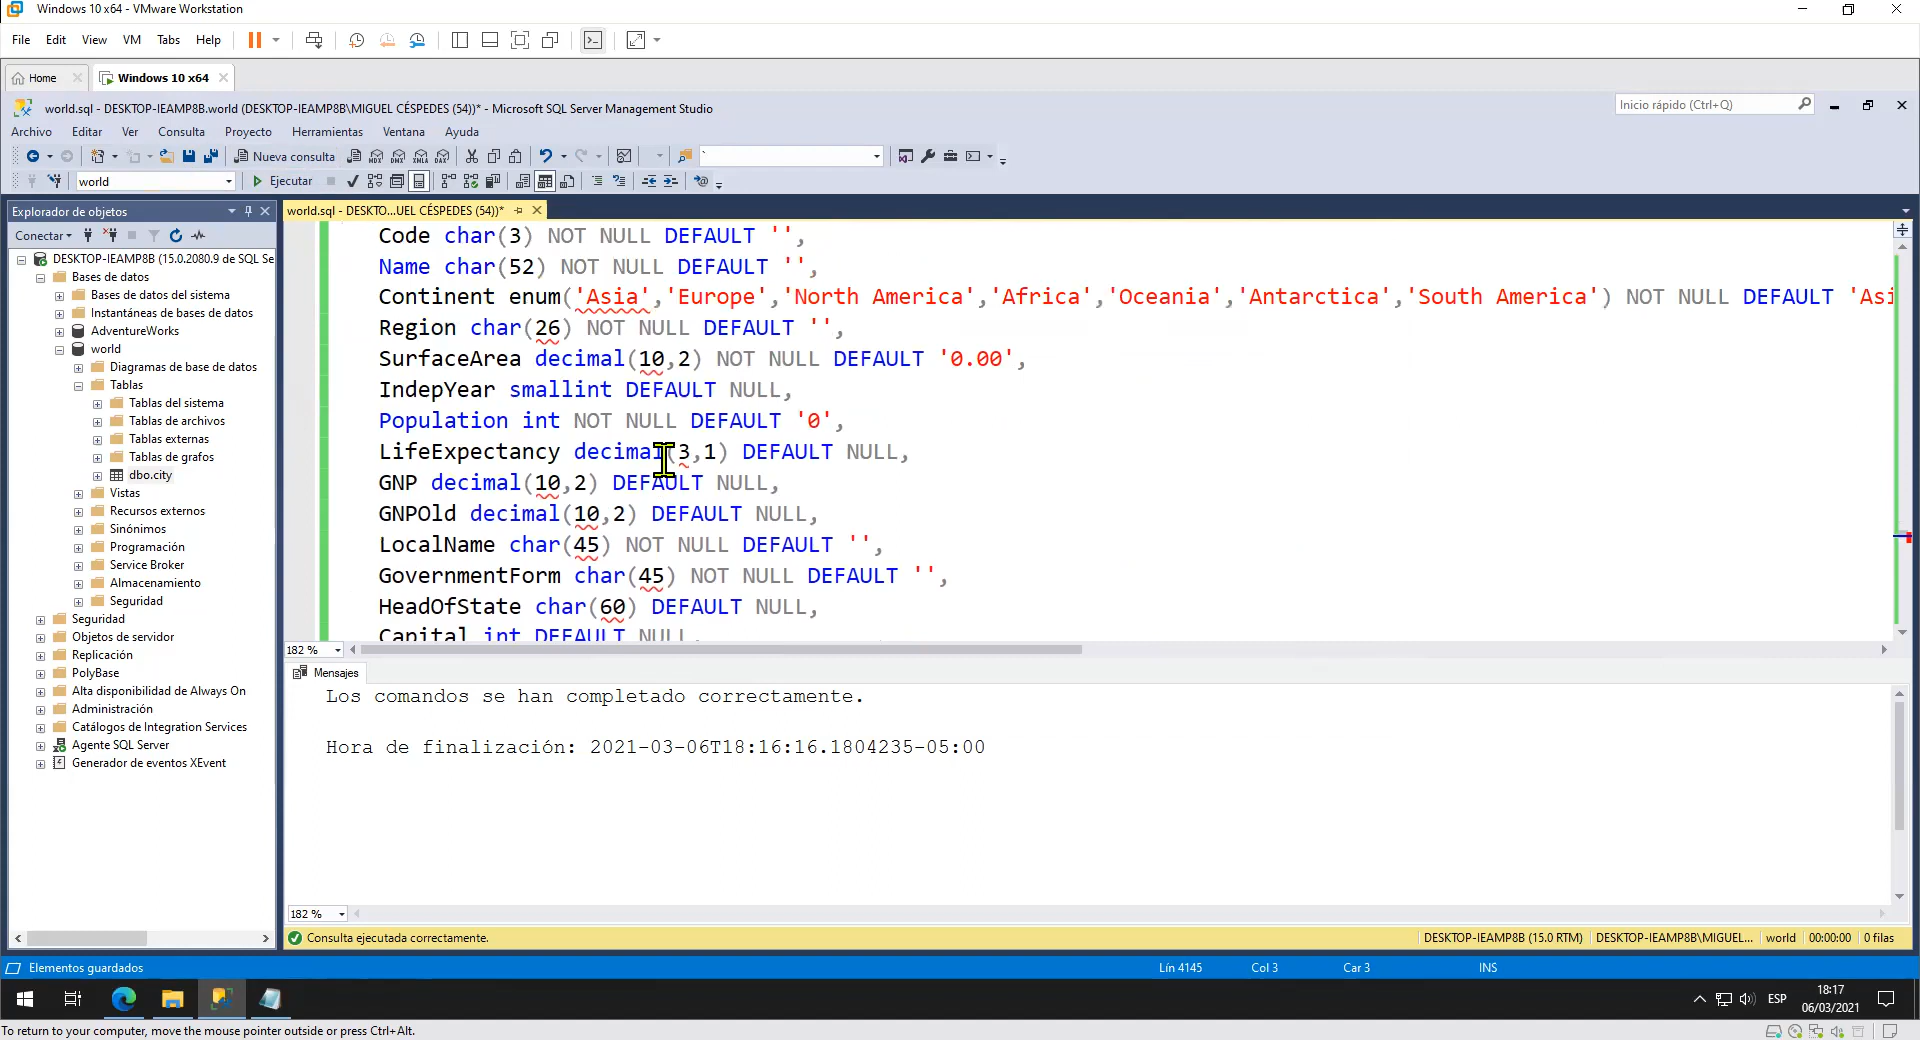 Windows 10 x64 - VMware Workstation
File Edit View VM Tabs Help
Home
Windows 10 x64
world.sql - DESKTOP-IEAMP8B.world (DESKTOP-IEAMP8B\MIGUEL CÉSPEDES (54))* - Microsoft SQL Server Management Studio
Inicio rápido (Ctrl+Q)
Archivo Editar Ver Consulta Proyecto Herramientas Ventana Ayuda
Nueva consulta
world
Ejecutar
Explorador de objetos
world.sql - DESKTO...UEL CÉSPEDES (54))*
Conectar
DESKTOP-IEAMP8B (15.0.2080.9 de SQL Se
Bases de datos
Bases de datos del sistema
Instantáneas de bases de datos
AdventureWorks
world
Diagramas de base de datos
Tablas
Tablas del sistema
Tablas de archivos
Tablas externas
Tablas de grafos
dbo.city
Vistas
Recursos externos
Sinónimos
Programación
Service Broker
Almacenamiento
Seguridad
Seguridad
Objetos de servidor
Replicación
PolyBase
Alta disponibilidad de Always On
Administración
Catálogos de Integration Services
Agente SQL Server
Generador de eventos XEvent
Code char(3) NOT NULL DEFAULT '',
Name char(52) NOT NULL DEFAULT '',
Continent enum('Asia','Europe','North America','Africa','Oceania','Antarctica','South America') NOT NULL DEFAULT 'Asi
Region char(26) NOT NULL DEFAULT '',
SurfaceArea decimal(10,2) NOT NULL DEFAULT '0.00',
IndepYear smallint DEFAULT NULL,
Population int NOT NULL DEFAULT '0',
LifeExpectancy decimal(3,1) DEFAULT NULL,
GNP decimal(10,2) DEFAULT NULL,
GNPOld decimal(10,2) DEFAULT NULL,
LocalName char(45) NOT NULL DEFAULT '',
GovernmentForm char(45) NOT NULL DEFAULT '',
HeadOfState char(60) DEFAULT NULL,
Capital int DEFAULT NULL,
182 %
Mensajes
Los comandos se han completado correctamente.
Hora de finalización: 2021-03-06T18:16:16.1804235-05:00
182 %
Consulta ejecutada correctamente.
DESKTOP-IEAMP8B (15.0 RTM) DESKTOP-IEAMP8B\MIGUEL... world 00:00:00 0 filas
Elementos guardados
Lín 4145 Col 3 Car 3 INS
ESP
18:17
06/03/2021
To return to your computer, move the mouse pointer outside or press Ctrl+Alt.